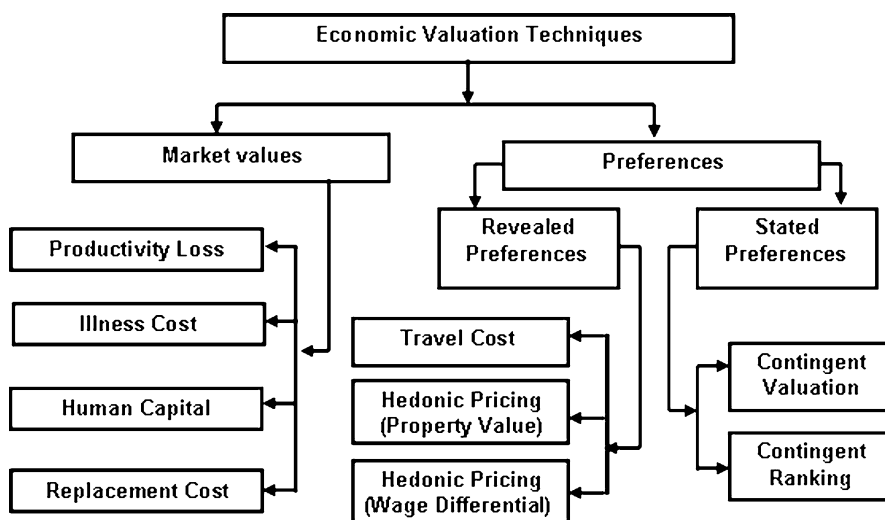 Economic Valuation Techniques
Market values
Preferences
Revealed
Preferences
Stated
Preferences
Productivity Loss
Illness Cost
Human Capital
Replacement Cost
Travel Cost
Hedonic Pricing
(Property Value)
Hedonic Pricing
(Wage Differential)
Contingent
Valuation
Contingent
Ranking